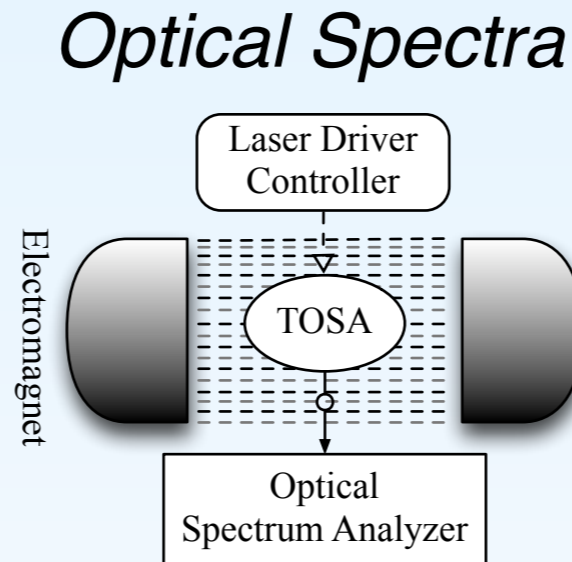 Optical Spectra
Laser Driver
Controller
Electromagnet
TOSA
Optical
Spectrum Analyzer